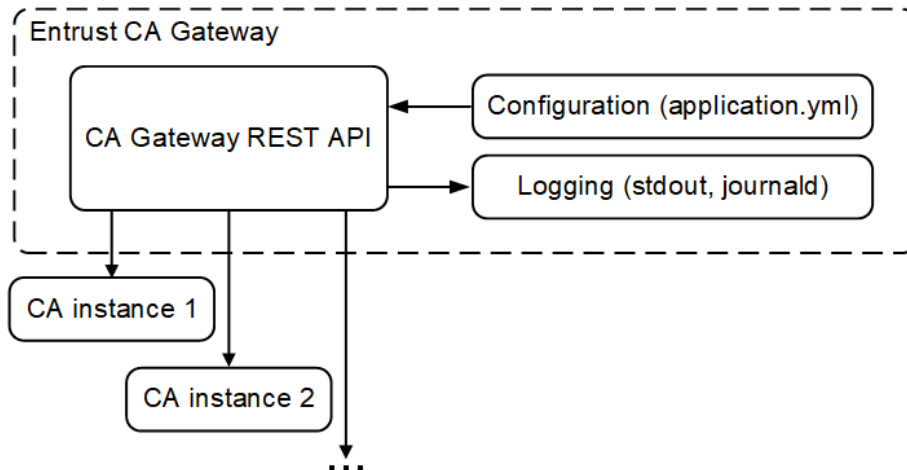 Entrust CA Gateway
CA Gateway REST API
Configuration (application.yml)
Logging (stdout, journald)
CA instance 1
CA instance 2
...